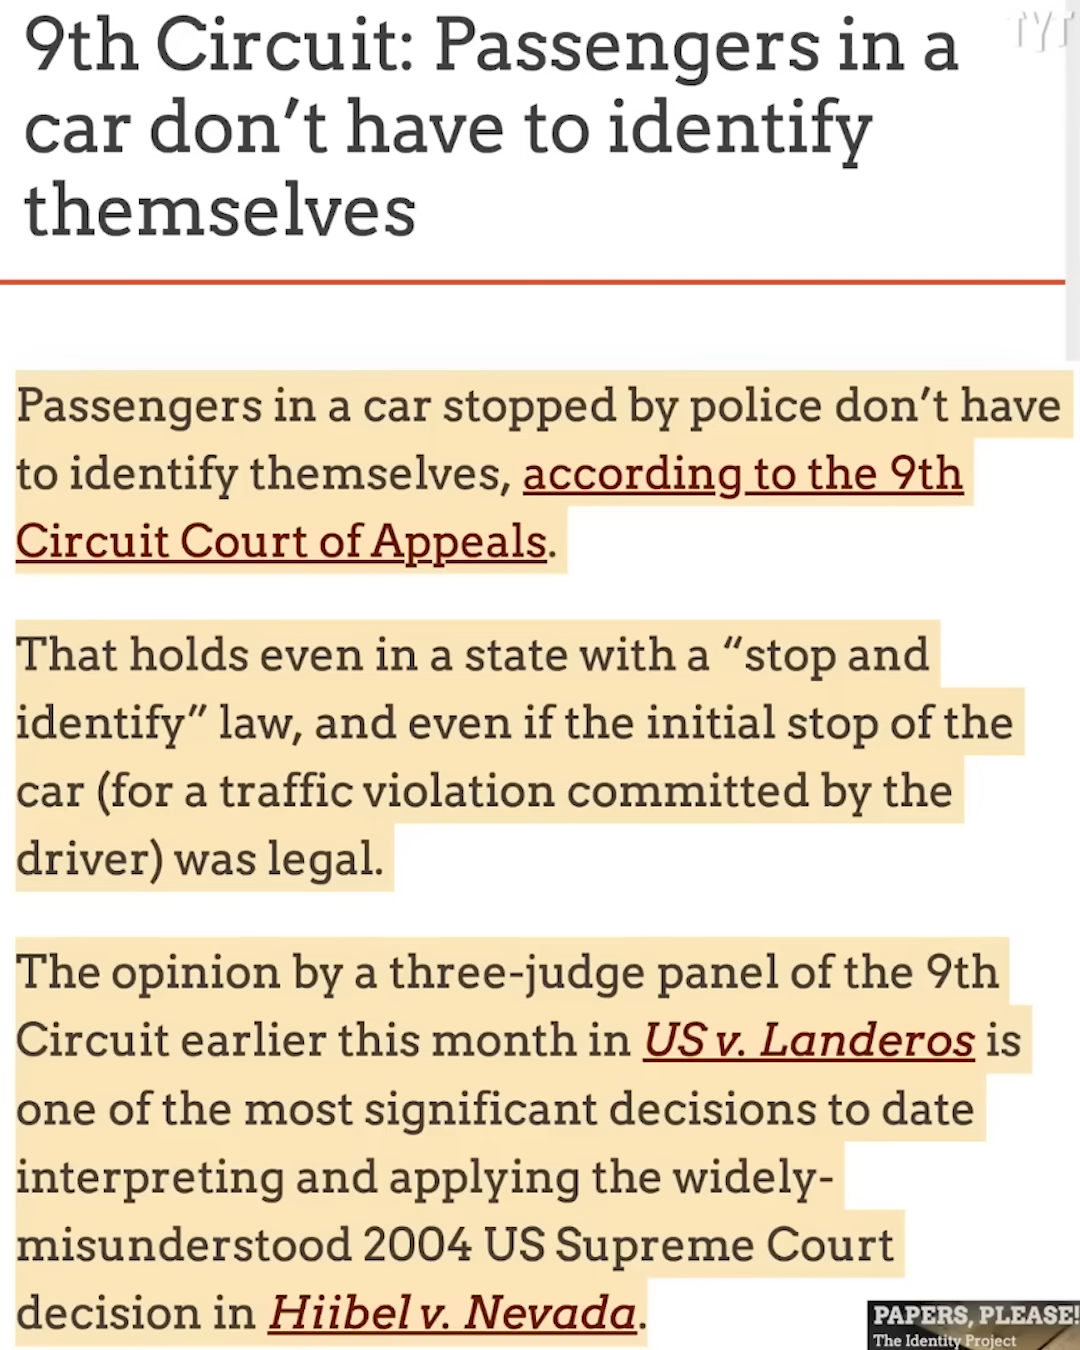 TYT
9th Circuit: Passengers in a
car don’t have to identify
themselves
Passengers in a car stopped by police don’t have
to identify themselves, according to the 9th
Circuit Court of Appeals.
That holds even in a state with a “stop and
identify” law, and even if the initial stop of the
car (for a traffic violation committed by the
driver) was legal.
The opinion by a three-judge panel of the 9th
Circuit earlier this month in US v. Landeros is
one of the most significant decisions to date
interpreting and applying the widely-
misunderstood 2004 US Supreme Court
decision in Hiibel v. Nevada.
PAPERS, PLEASE!
The Identity Project